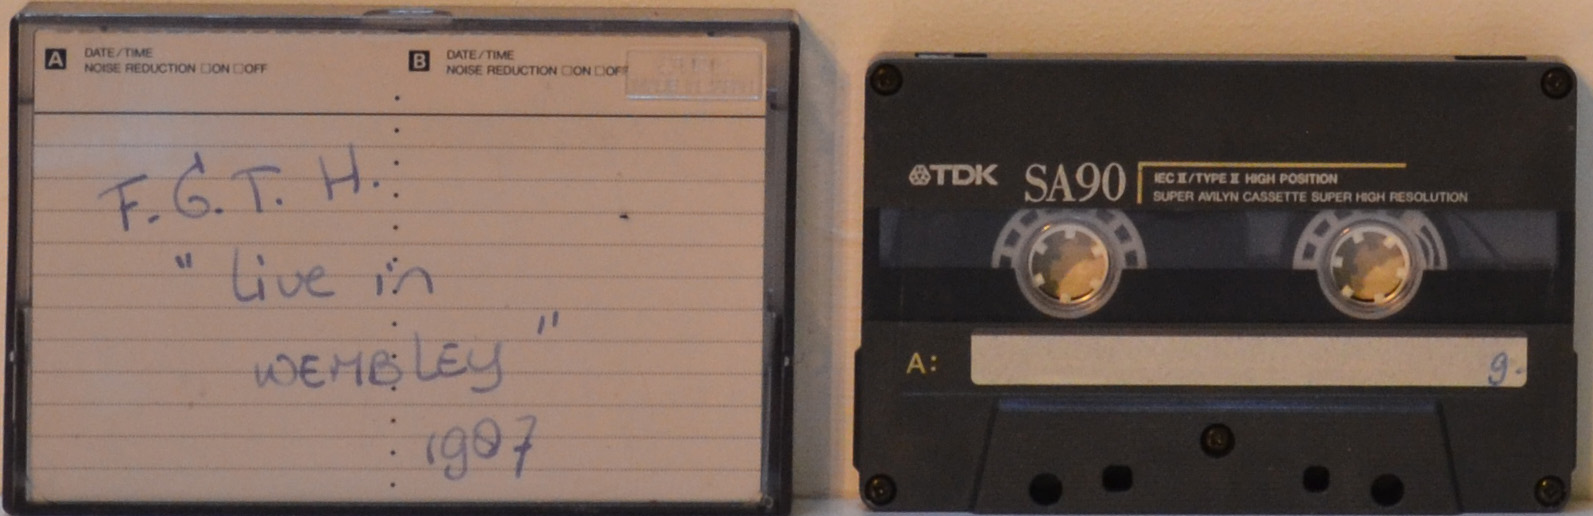 A DATE/TIME
NOISE REDUCTION □ON □OFF
B DATE/TIME
NOISE REDUCTION □ON □OFF
F.G.T.H.
"Live in
WEMBLEY"
1987
TDK SA90
IEC II/TYPE II HIGH POSITION
SUPER AVILYN CASSETTE SUPER HIGH RESOLUTION
A:
9.